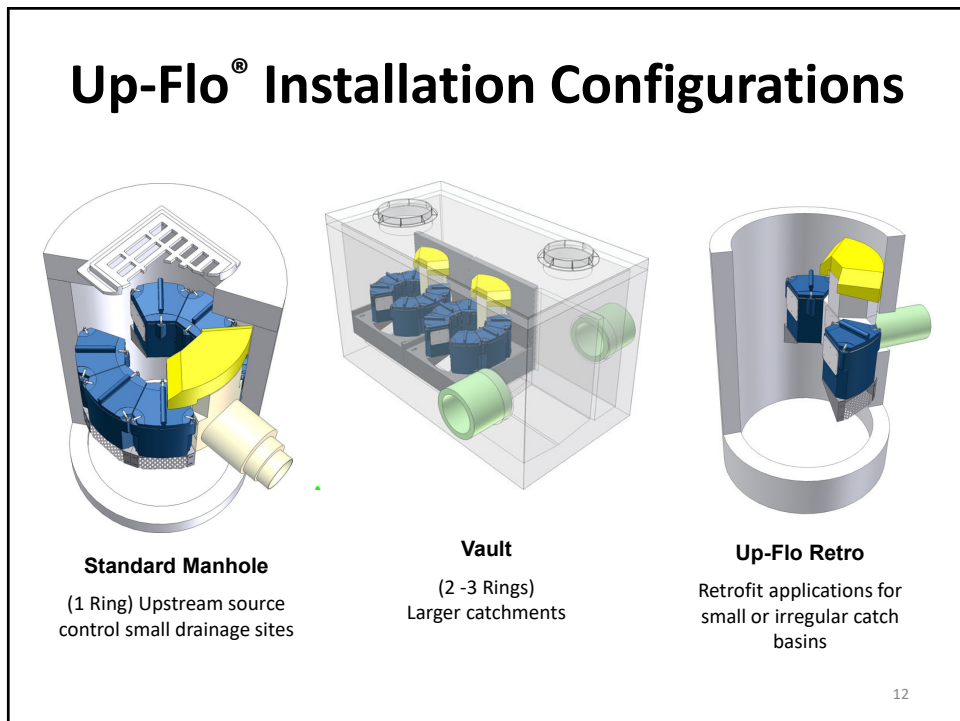 Up-Flo® Installation Configurations
Standard Manhole
(1 Ring) Upstream source
control small drainage sites
Vault
(2 -3 Rings)
Larger catchments
Up-Flo Retro
Retrofit applications for
small or irregular catch
basins
12